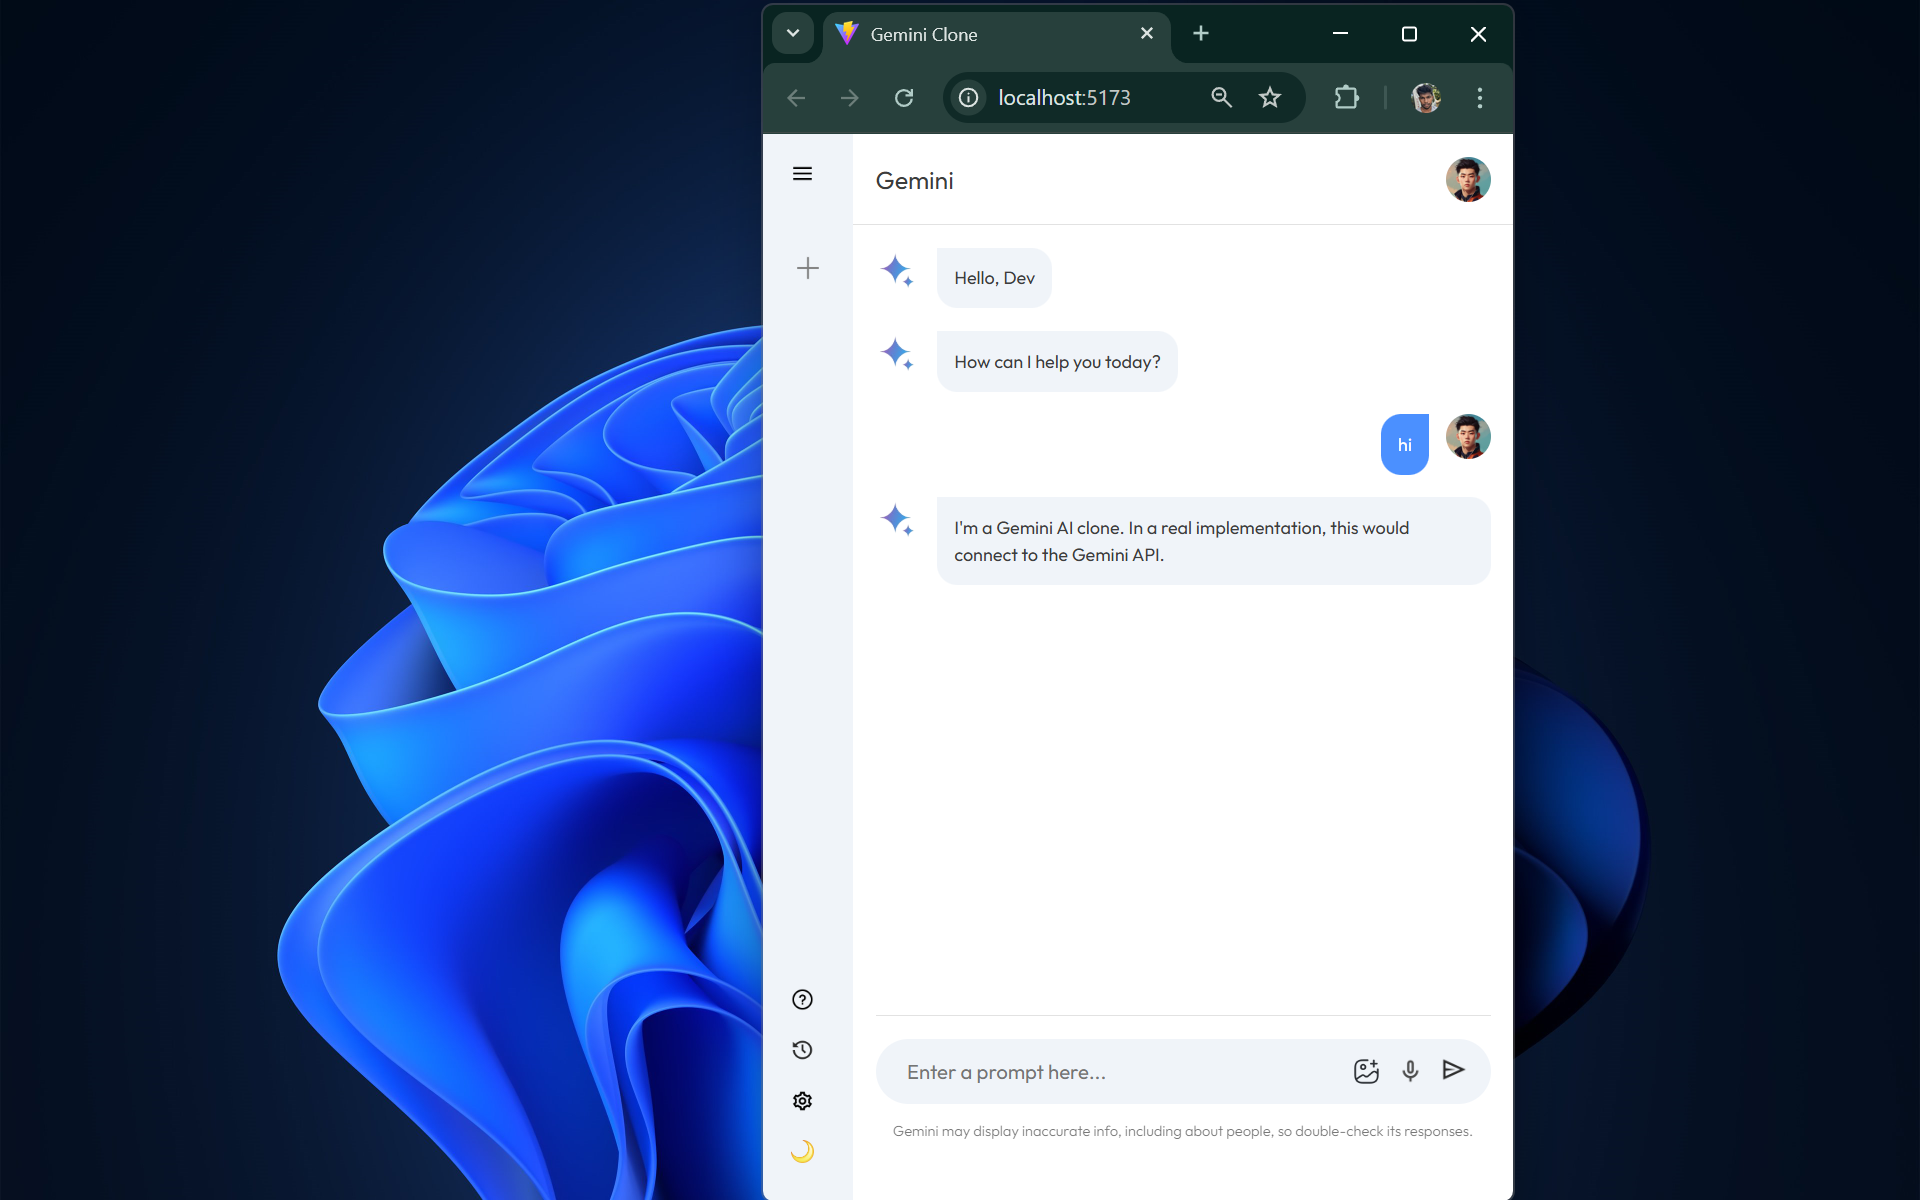 Gemini Clone
localhost:5173
Gemini
Hello, Dev
How can I help you today?
hi
I'm a Gemini AI clone. In a real implementation, this would
connect to the Gemini API.
Enter a prompt here...
Gemini may display inaccurate info, including about people, so double-check its responses.